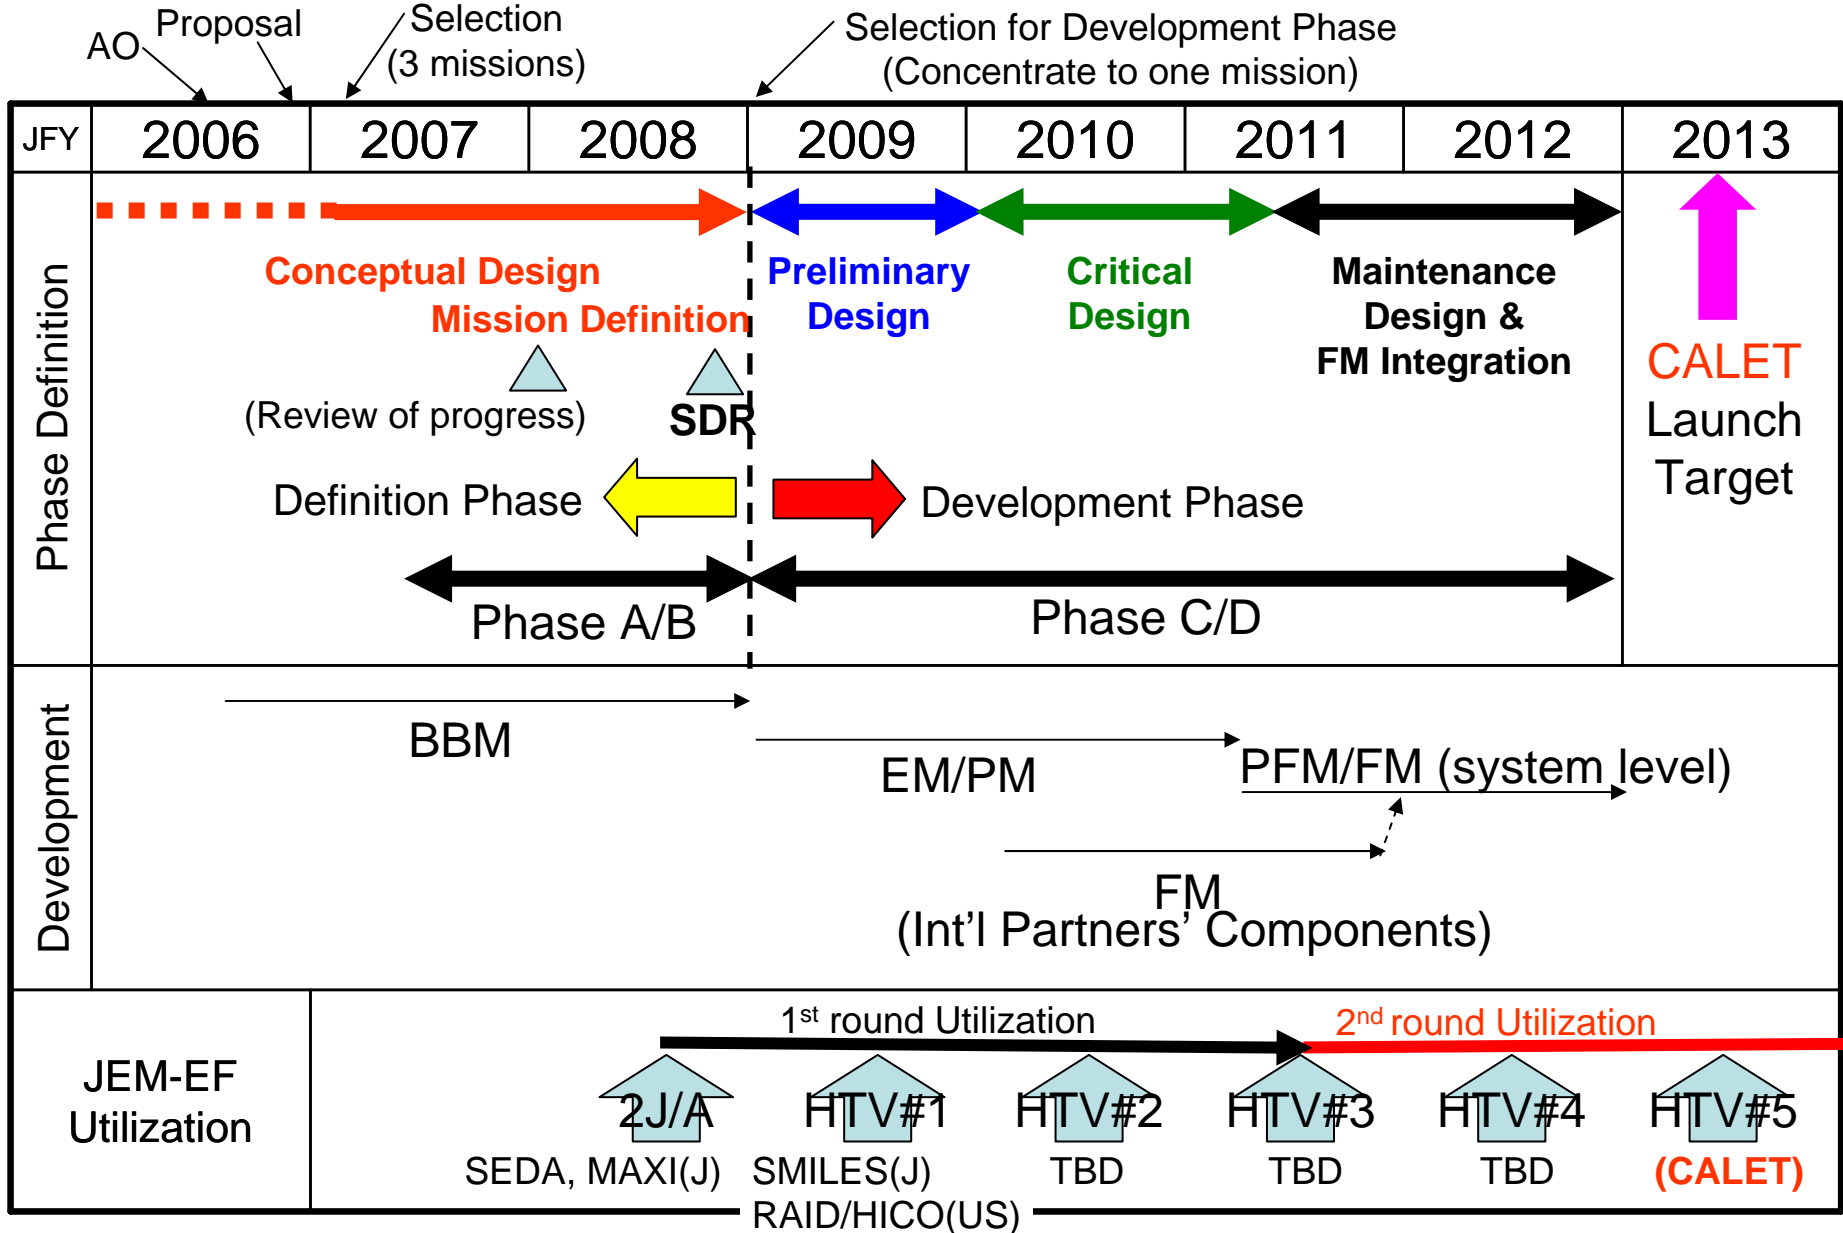 AO
Proposal
Selection
(3 missions)
Selection for Development Phase
(Concentrate to one mission)
JFY
2006
2007
2008
2009
2010
2011
2012
2013
Phase Definition
Conceptual Design
Mission Definition
Preliminary
Design
Critical
Design
Maintenance
Design &
FM Integration
CALET
Launch
Target
(Review of progress)
SDR
Definition Phase
Development Phase
Phase A/B
Phase C/D
Development
BBM
EM/PM
PFM/FM (system level)
FM
(Int'l Partners' Components)
JEM-EF
Utilization
1st round Utilization
2nd round Utilization
2J/A
HTV#1
HTV#2
HTV#3
HTV#4
HTV#5
SEDA, MAXI(J)
SMILES(J)
RAID/HICO(US)
TBD
TBD
TBD
(CALET)